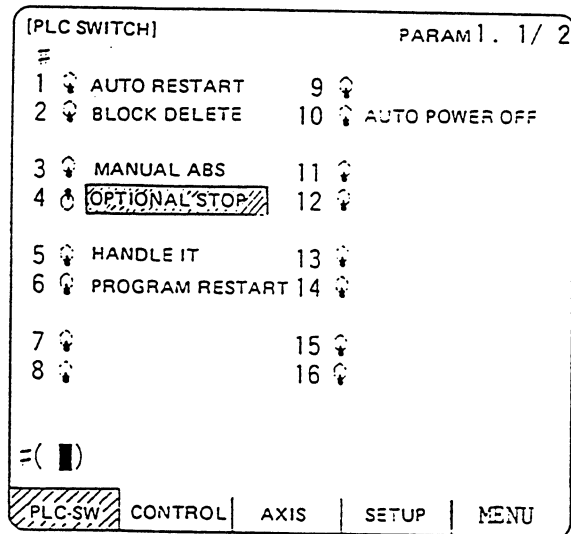 [PLC SWITCH] PARAM 1. 1/ 2
#
1 AUTO RESTART 9
2 BLOCK DELETE 10 AUTO POWER OFF
3 MANUAL ABS 11
4 OPTIONAL STOP 12
5 HANDLE IT 13
6 PROGRAM RESTART 14
7 15
8 16
#( )
PLC-SW CONTROL AXIS SETUP MENU